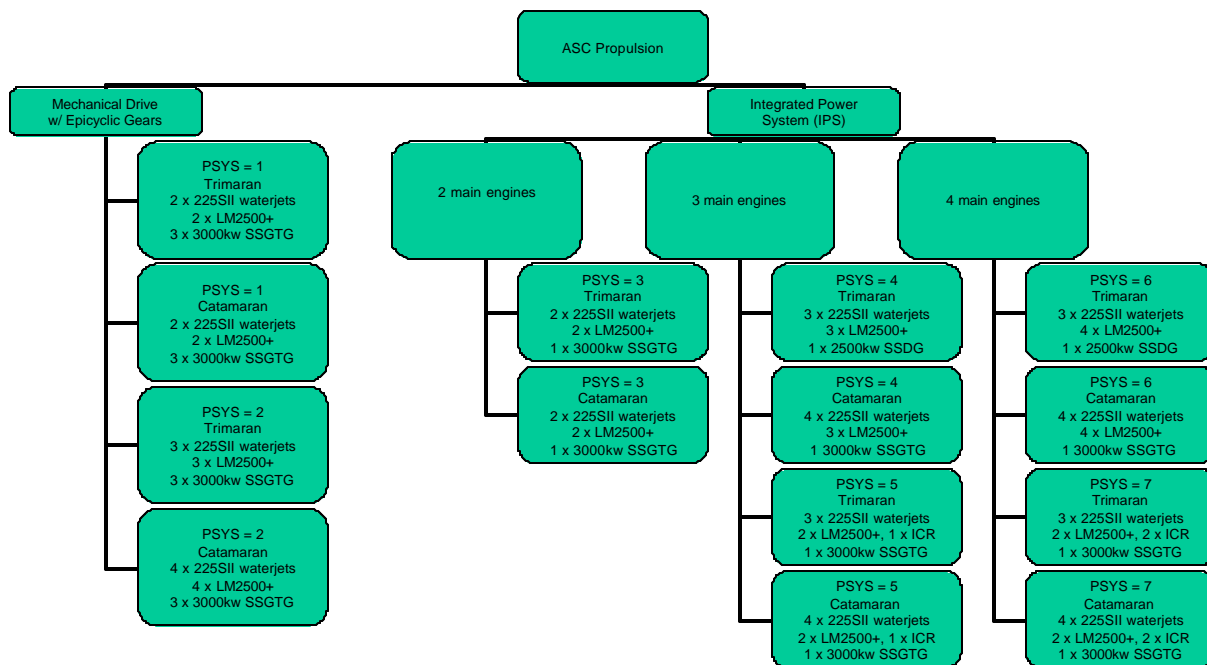 ASC Propulsion
Mechanical Drive
w/ Epicyclic Gears
PSYS = 1
Trimaran
2 x 225SII waterjets
2 x LM2500+
3 x 3000kw SSGTG
PSYS = 1
Catamaran
2 x 225SII waterjets
2 x LM2500+
3 x 3000kw SSGTG
PSYS = 2
Trimaran
3 x 225SII waterjets
3 x LM2500+
3 x 3000kw SSGTG
PSYS = 2
Catamaran
4 x 225SII waterjets
4 x LM2500+
3 x 3000kw SSGTG
Integrated Power
System (IPS)
2 main engines
PSYS = 3
Trimaran
2 x 225SII waterjets
2 x LM2500+
1 x 3000kw SSGTG
PSYS = 3
Catamaran
2 x 225SII waterjets
2 x LM2500+
1 x 3000kw SSGTG
3 main engines
PSYS = 4
Trimaran
3 x 225SII waterjets
3 x LM2500+
1 x 2500kw SSDG
PSYS = 4
Catamaran
4 x 225SII waterjets
3 x LM2500+
1 3000kw SSGTG
PSYS = 5
Trimaran
3 x 225SII waterjets
2 x LM2500+, 1 x ICR
1 x 3000kw SSGTG
PSYS = 5
Catamaran
4 x 225SII waterjets
2 x LM2500+, 1 x ICR
1 x 3000kw SSGTG
4 main engines
PSYS = 6
Trimaran
3 x 225SII waterjets
4 x LM2500+
1 x 2500kw SSDG
PSYS = 6
Catamaran
4 x 225SII waterjets
4 x LM2500+
1 3000kw SSGTG
PSYS = 7
Trimaran
3 x 225SII waterjets
2 x LM2500+, 2 x ICR
1 x 3000kw SSGTG
PSYS = 7
Catamaran
4 x 225SII waterjets
2 x LM2500+, 2 x ICR
1 x 3000kw SSGTG